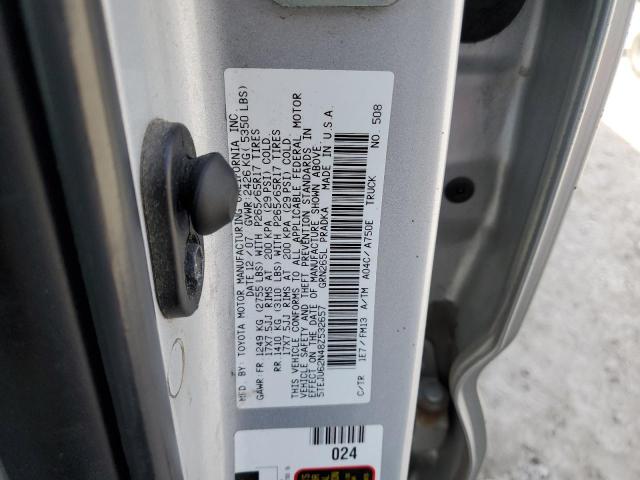 MFD. BY: TOYOTA MOTOR MANUFACTURING CALIFORNIA INC.
DATE 12/07 GVWR 2426 KG( 5350 LBS)
GAWR: FR 1249 KG (2755 LBS) WITH P265/65R17 TIRES
17X7.5JJ RIMS AT 200 KPA (29 PSI) COLD.
RR 1410 KG (3110 LBS) WITH P265/65R17 TIRES
17X7.5JJ RIMS AT 200 KPA (29 PSI) COLD.
THIS VEHICLE CONFORMS TO ALL APPLICABLE FEDERAL MOTOR
VEHICLE SAFETY AND THEFT PREVENTION STANDARDS IN
EFFECT ON THE DATE OF MANUFACTURE SHOWN ABOVE.
5TEJU62N48Z532657 GRN265L PRADKA MADE IN U.S.A.
C/TR 1E7/FM13 A/TM A04C/A750E TRUCK NO. 508
024